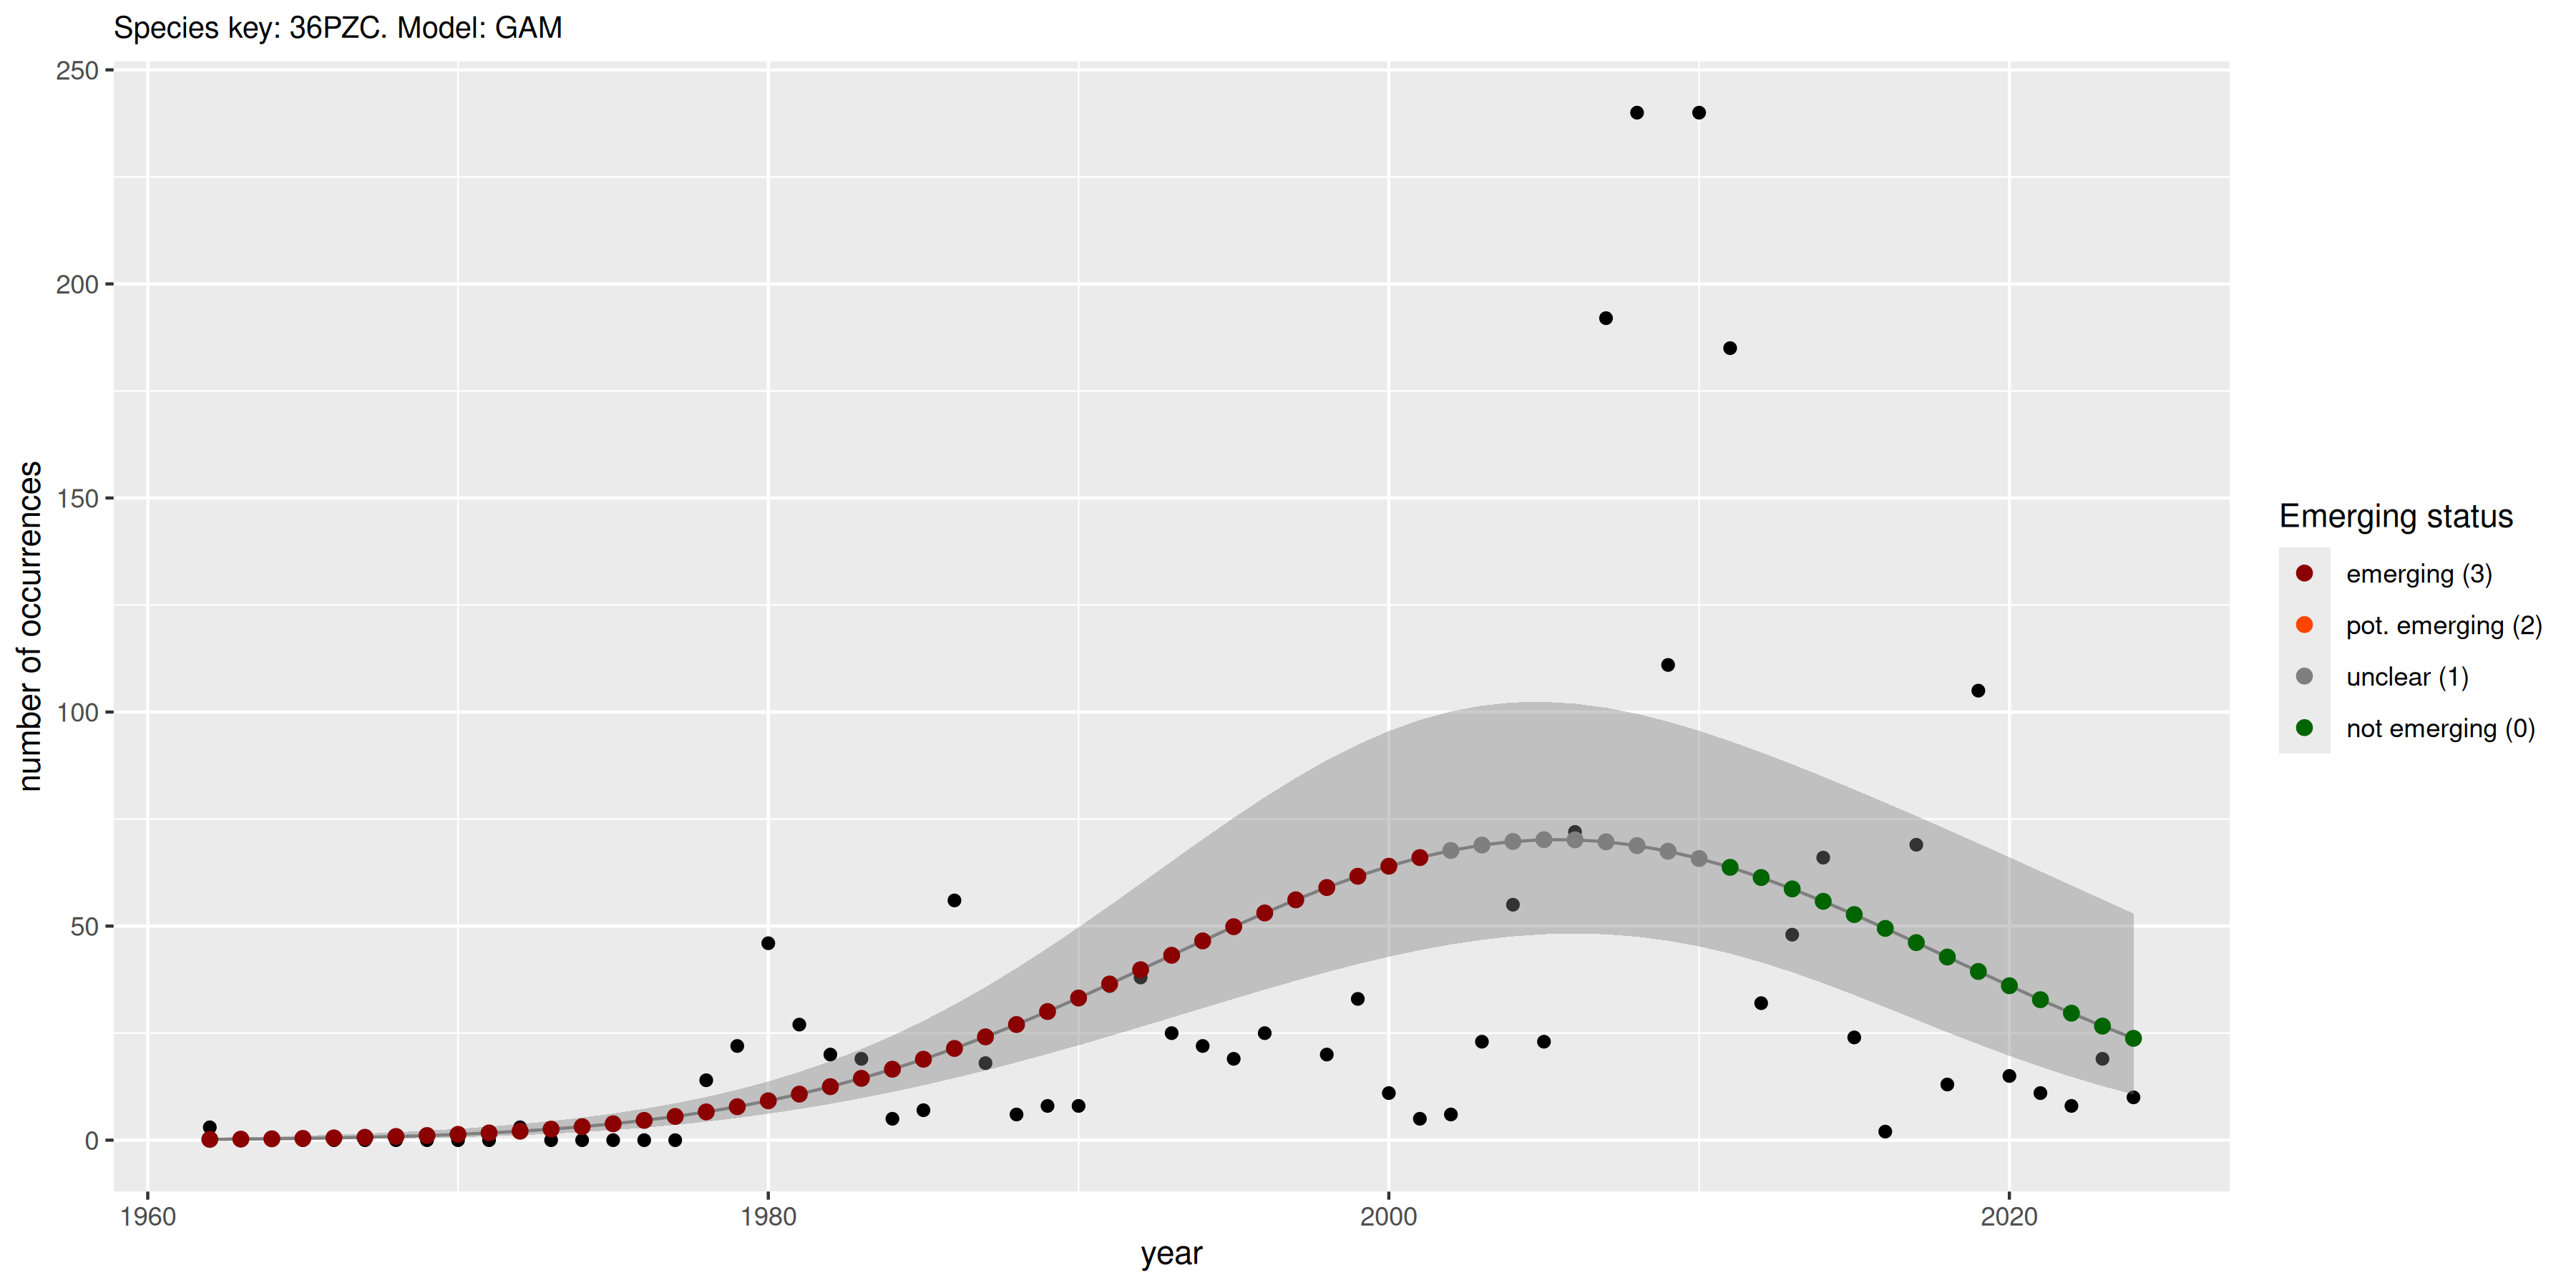 Species key: 36PZC. Model: GAM
250
200
150
100
50
0
number of occurrences
1960
1980
2000
2020
year
Emerging status
emerging (3)
pot. emerging (2)
unclear (1)
not emerging (0)